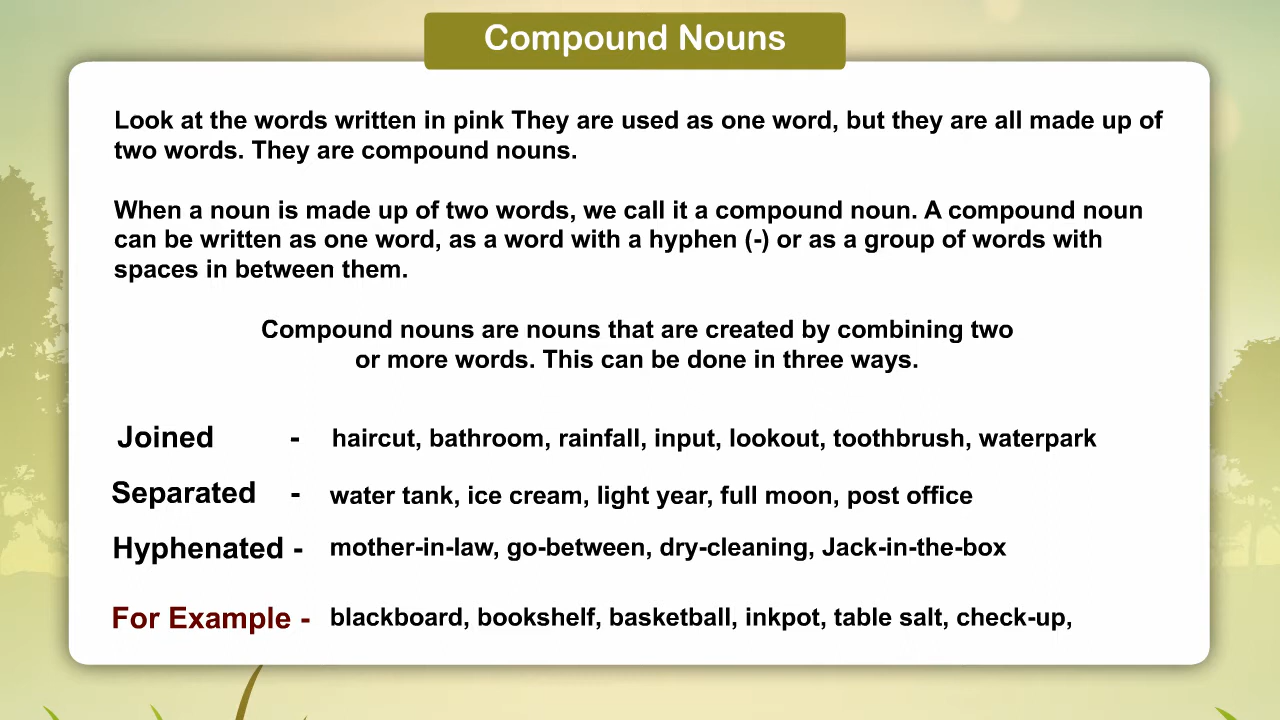 Compound Nouns
Look at the words written in pink They are used as one word, but they are all made up of
two words. They are compound nouns.
When a noun is made up of two words, we call it a compound noun. A compound noun
can be written as one word, as a word with a hyphen (-) or as a group of words with
spaces in between them.
Compound nouns are nouns that are created by combining two
or more words. This can be done in three ways.
Joined - haircut, bathroom, rainfall, input, lookout, toothbrush, waterpark
Separated - water tank, ice cream, light year, full moon, post office
Hyphenated - mother-in-law, go-between, dry-cleaning, Jack-in-the-box
For Example - blackboard, bookshelf, basketball, inkpot, table salt, check-up,